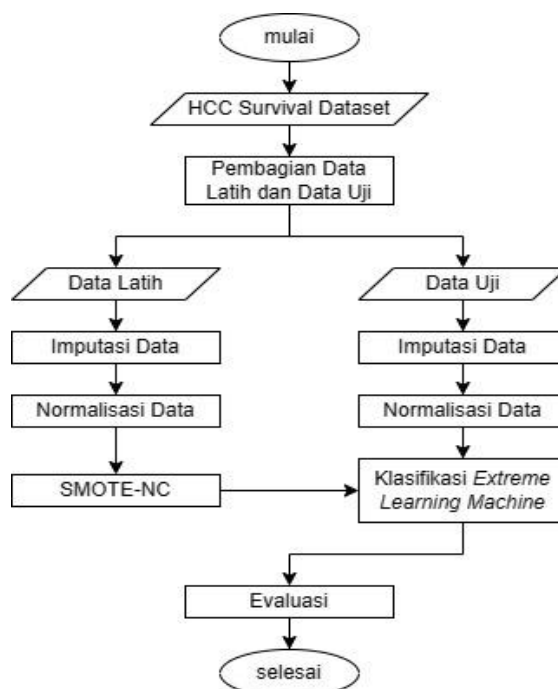 mulai
HCC Survival Dataset
Pembagian Data
Latih dan Data Uji
Data Latih
Data Uji
Imputasi Data
Imputasi Data
Normalisasi Data
Normalisasi Data
SMOTE-NC
Klasifikasi Extreme
Learning Machine
Evaluasi
selesai